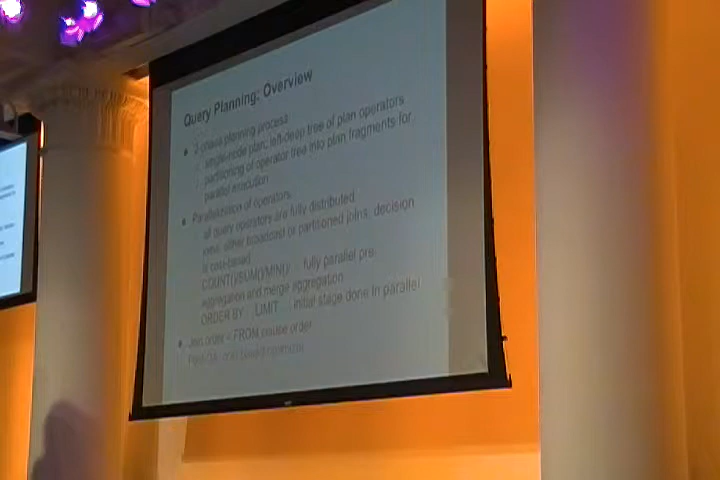 Query Planning: Overview
2-phase planning process
single-node plan: left-deep tree of plan operators
partitioning of operator tree into plan fragments for
parallel execution
Parallelization of operators
all query operators are fully distributed
joins: either broadcast or partitioned joins, decision
is cost-based
fully parallel pre-
aggregation and merge aggregation
ORDER BY LIMIT initial stage done in parallel
Join order = FROM clause order